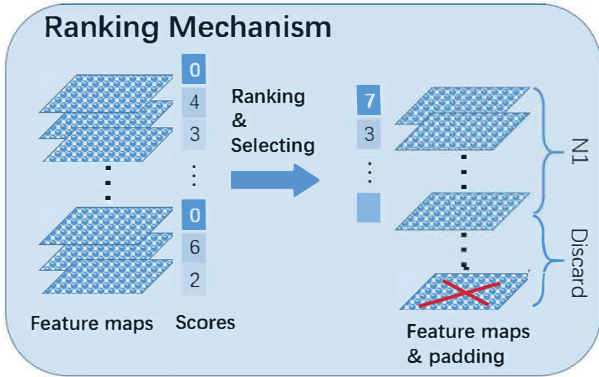 Ranking Mechanism
0
4
3
⋮
0
6
2
Feature maps
Scores
Ranking
&
Selecting
7
3
⋮
N1
Discard
Feature maps
& padding